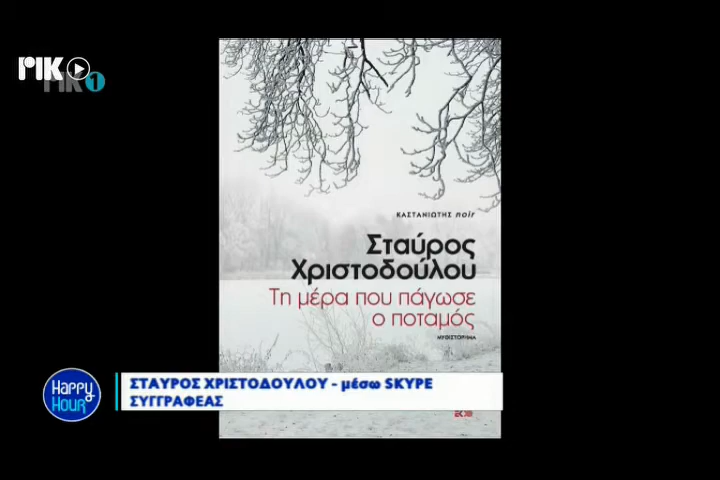 ΡΙΚ
ΡΙΚ 1
ΚΑΣΤΑΝΙΩΤΗΣ noir
Σταύρος
Χριστοδούλου
Τη μέρα που πάγωσε
ο ποταμός
ΜΥΘΙΣΤΟΡΗΜΑ
Happy
Hour
ΣΤΑΥΡΟΣ ΧΡΙΣΤΟΔΟΥΛΟΥ - μέσω SKYPE
ΣΥΓΓΡΑΦΕΑΣ